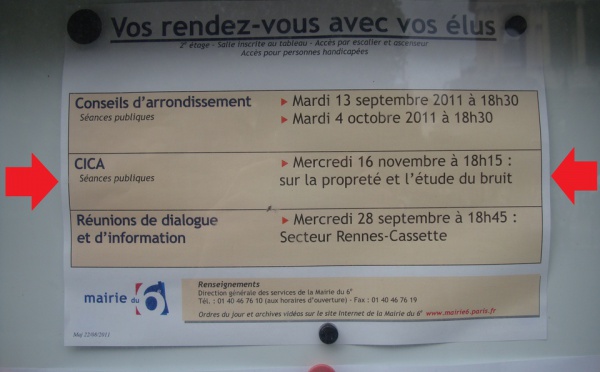 Vos rendez-vous avec vos élus
2e étage - Salle inscrite au tableau - Accès par escalier et ascenseur
Accès pour personnes handicapées
Conseils d'arrondissement
Séances publiques
► Mardi 13 septembre 2011 à 18h30
► Mardi 4 octobre 2011 à 18h30
CICA
Séances publiques
► Mercredi 16 novembre à 18h15 :
sur la propreté et l'étude du bruit
Réunions de dialogue
et d'information
► Mercredi 28 septembre à 18h45 :
Secteur Rennes-Cassette
mairie du 6e
Renseignements
Direction générale des services de la Mairie du 6e
Tél. : 01 40 46 76 10 (aux horaires d'ouverture) - Fax : 01 40 46 76 19
Ordres du jour et archives vidéos sur le site Internet de la Mairie du 6e www.mairie6.paris.fr
22/08/2011